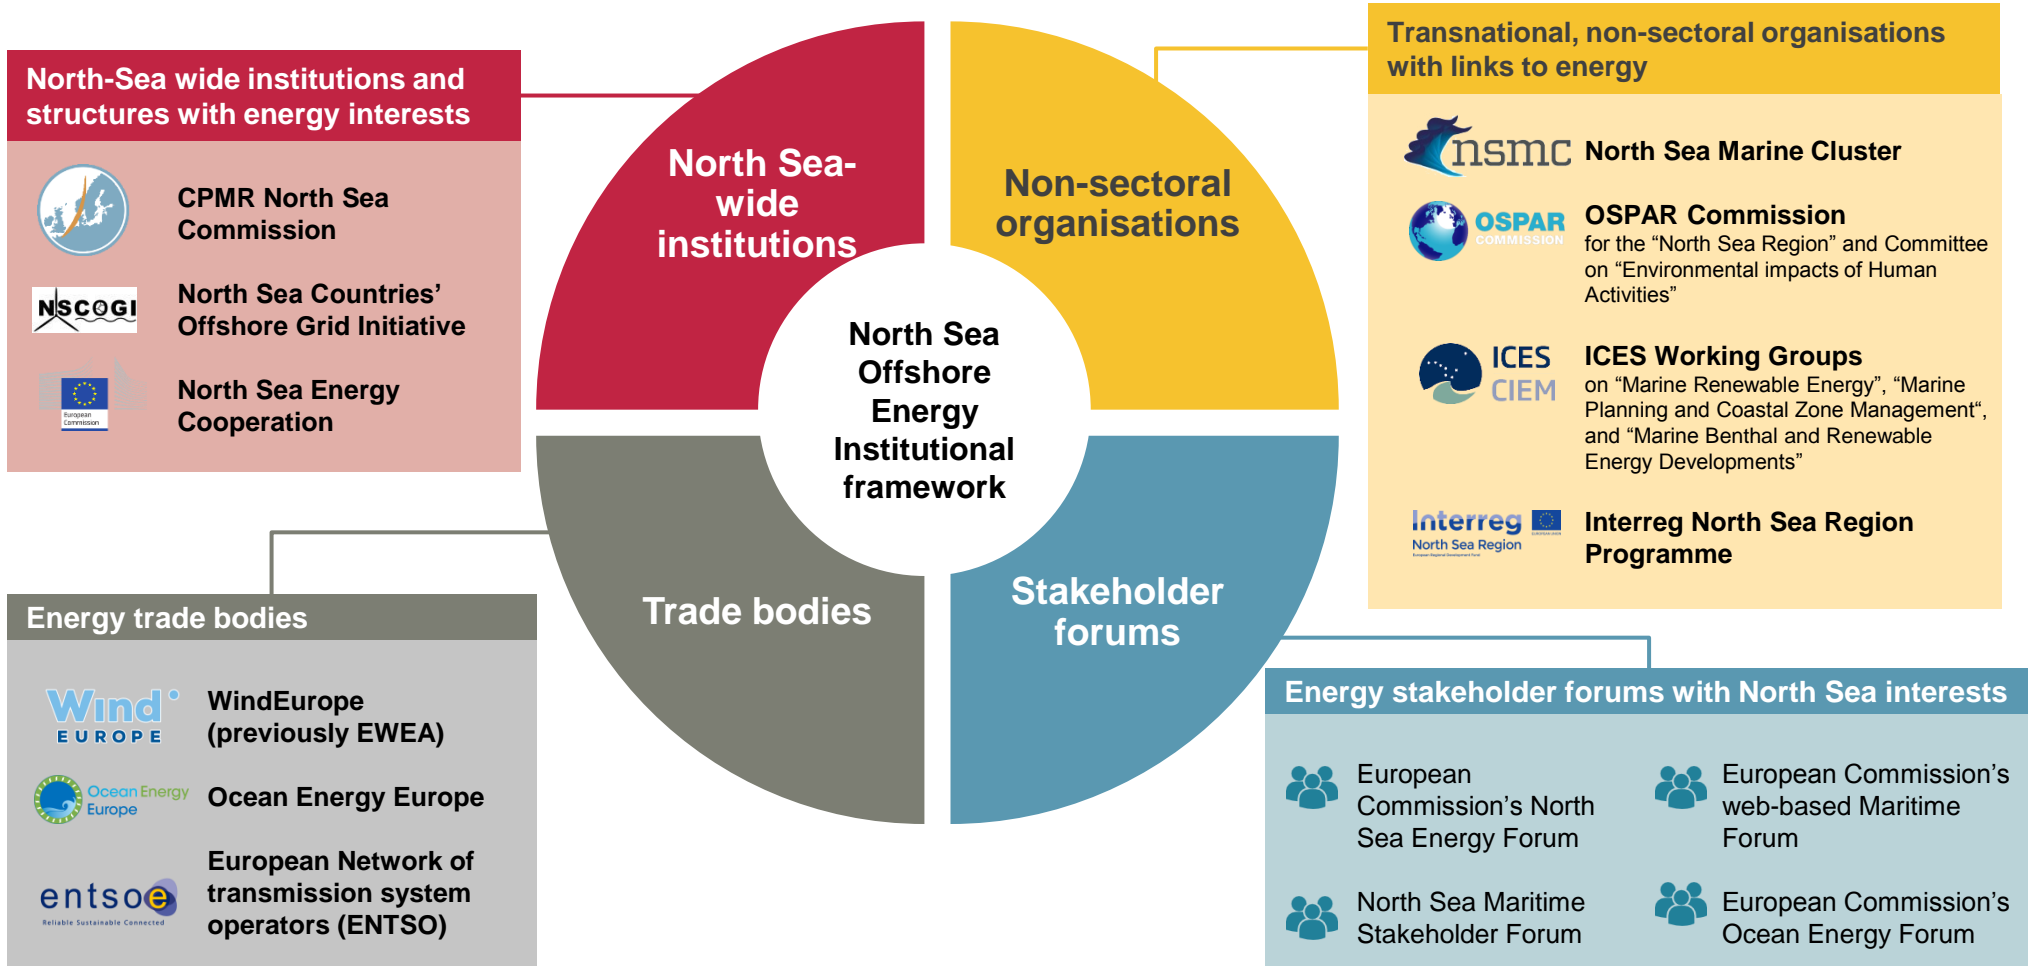 North-Sea wide institutions and
structures with energy interests
CPMR North Sea
Commission
NSCOGI
North Sea Countries’
Offshore Grid Initiative
European
Commission
North Sea Energy
Cooperation
North Sea-
wide
institutions
Non-sectoral
organisations
North Sea
Offshore
Energy
Institutional
framework
Trade bodies
Stakeholder
forums
Transnational, non-sectoral organisations
with links to energy
nsmc
North Sea Marine Cluster
OSPAR
COMMISSION
OSPAR Commission
for the “North Sea Region” and Committee
on “Environmental impacts of Human
Activities”
ICES
CIEM
ICES Working Groups
on “Marine Renewable Energy”, “Marine
Planning and Coastal Zone Management“,
and “Marine Benthal and Renewable
Energy Developments”
Interreg
EUROPEAN UNION
North Sea Region
European Regional Development Fund
Interreg North Sea Region
Programme
Energy trade bodies
Wind
EUROPE
WindEurope
(previously EWEA)
Ocean Energy
Europe
Ocean Energy Europe
entsoe
Reliable Sustainable Connected
European Network of
transmission system
operators (ENTSO)
Energy stakeholder forums with North Sea interests
European
Commission’s North
Sea Energy Forum
European Commission’s
web-based Maritime
Forum
North Sea Maritime
Stakeholder Forum
European Commission’s
Ocean Energy Forum